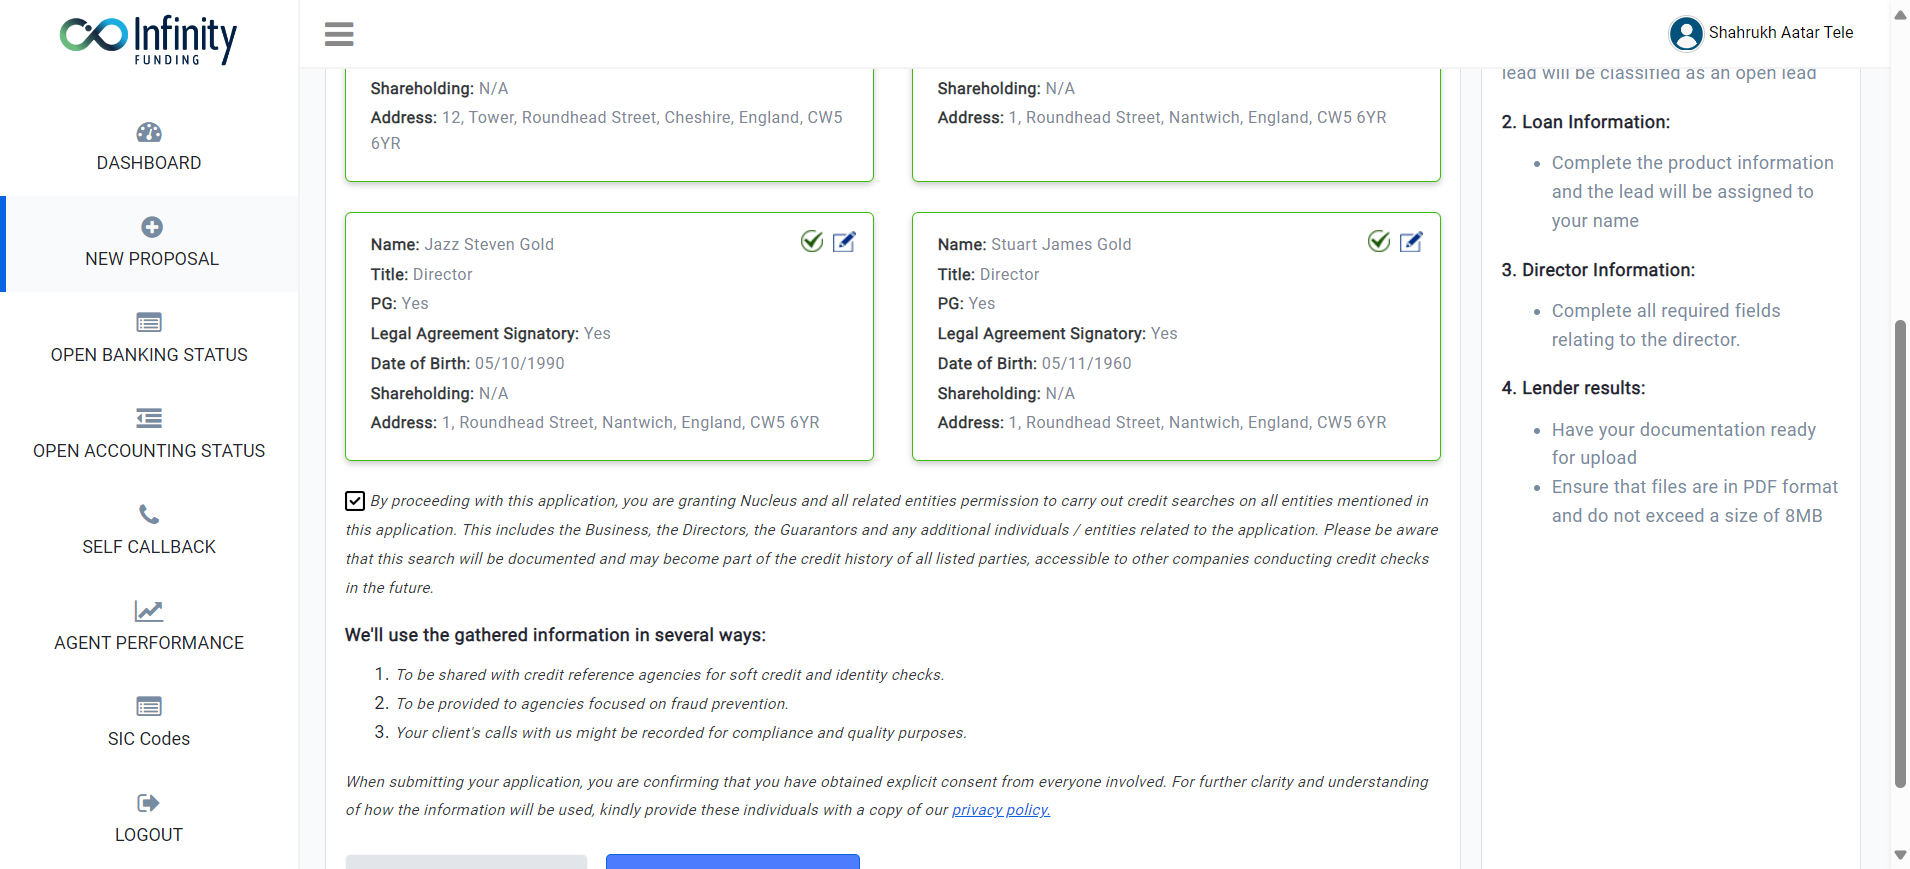 Infinity
FUNDING
Shahrukh Aatar Tele
DASHBOARD
NEW PROPOSAL
OPEN BANKING STATUS
OPEN ACCOUNTING STATUS
SELF CALLBACK
AGENT PERFORMANCE
SIC Codes
LOGOUT
Shareholding: N/A
Address: 12, Tower, Roundhead Street, Cheshire, England, CW5
6YR
Shareholding: N/A
Address: 1, Roundhead Street, Nantwich, England, CW5 6YR
Name: Jazz Steven Gold
Title: Director
PG: Yes
Legal Agreement Signatory: Yes
Date of Birth: 05/10/1990
Shareholding: N/A
Address: 1, Roundhead Street, Nantwich, England, CW5 6YR
Name: Stuart James Gold
Title: Director
PG: Yes
Legal Agreement Signatory: Yes
Date of Birth: 05/11/1960
Shareholding: N/A
Address: 1, Roundhead Street, Nantwich, England, CW5 6YR
By proceeding with this application, you are granting Nucleus and all related entities permission to carry out credit searches on all entities mentioned in
this application. This includes the Business, the Directors, the Guarantors and any additional individuals / entities related to the application. Please be aware
that this search will be documented and may become part of the credit history of all listed parties, accessible to other companies conducting credit checks
in the future.
We'll use the gathered information in several ways:
1. To be shared with credit reference agencies for soft credit and identity checks.
2. To be provided to agencies focused on fraud prevention.
3. Your client's calls with us might be recorded for compliance and quality purposes.
When submitting your application, you are confirming that you have obtained explicit consent from everyone involved. For further clarity and understanding
of how the information will be used, kindly provide these individuals with a copy of our privacy policy.
lead will be classified as an open lead
2. Loan Information:
• Complete the product information
and the lead will be assigned to
your name
3. Director Information:
• Complete all required fields
relating to the director.
4. Lender results:
• Have your documentation ready
for upload
• Ensure that files are in PDF format
and do not exceed a size of 8MB